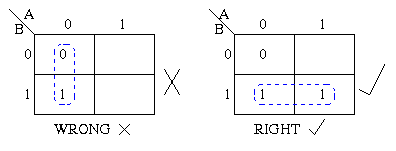 A
B 0 1
0 0
1 1
WRONG ×
A
B 0 1
0 0
1 1 1
RIGHT ✓